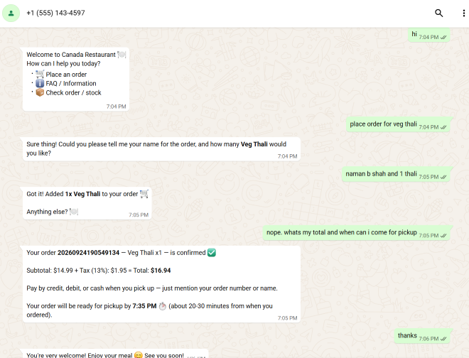 +1 (555) 143-4597
hi
7:04 PM
Welcome to Canada Restaurant
How can I help you today?
· Place an order
· FAQ / Information
· Check order / stock
7:04 PM
place order for veg thali
7:04 PM
Sure thing! Could you please tell me your name for the order, and how many Veg Thali would
you like?
7:04 PM
naman b shah and 1 thali
7:05 PM
Got it! Added 1x Veg Thali to your order
Anything else?
7:05 PM
nope. whats my total and when can i come for pickup
7:05 PM
Your order 20260924190549134 — Veg Thali x1 — is confirmed ✅
Subtotal: $14.99 + Tax (13%): $1.95 = Total: $16.94
Pay by credit, debit, or cash when you pick up — just mention your order number or name.
Your order will be ready for pickup by 7:35 PM (about 20-30 minutes from when you
ordered).
7:05 PM
thanks
7:06 PM
You're very welcome! Enjoy your meal 😊 See you soon!